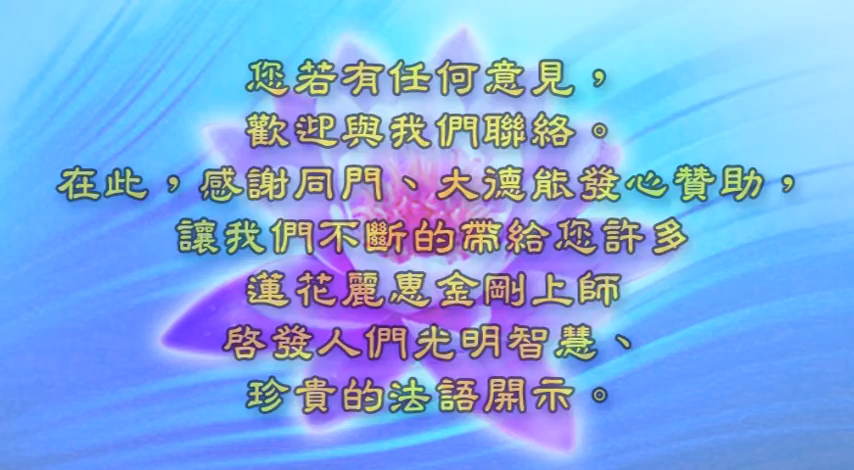 您若有任何意見，
歡迎與我們聯絡。
在此，感謝同門、大德能發心贊助，
讓我們不斷的帶給您許多
蓮花麗惠金剛上師
啓發人們光明智慧、
珍貴的法語開示。